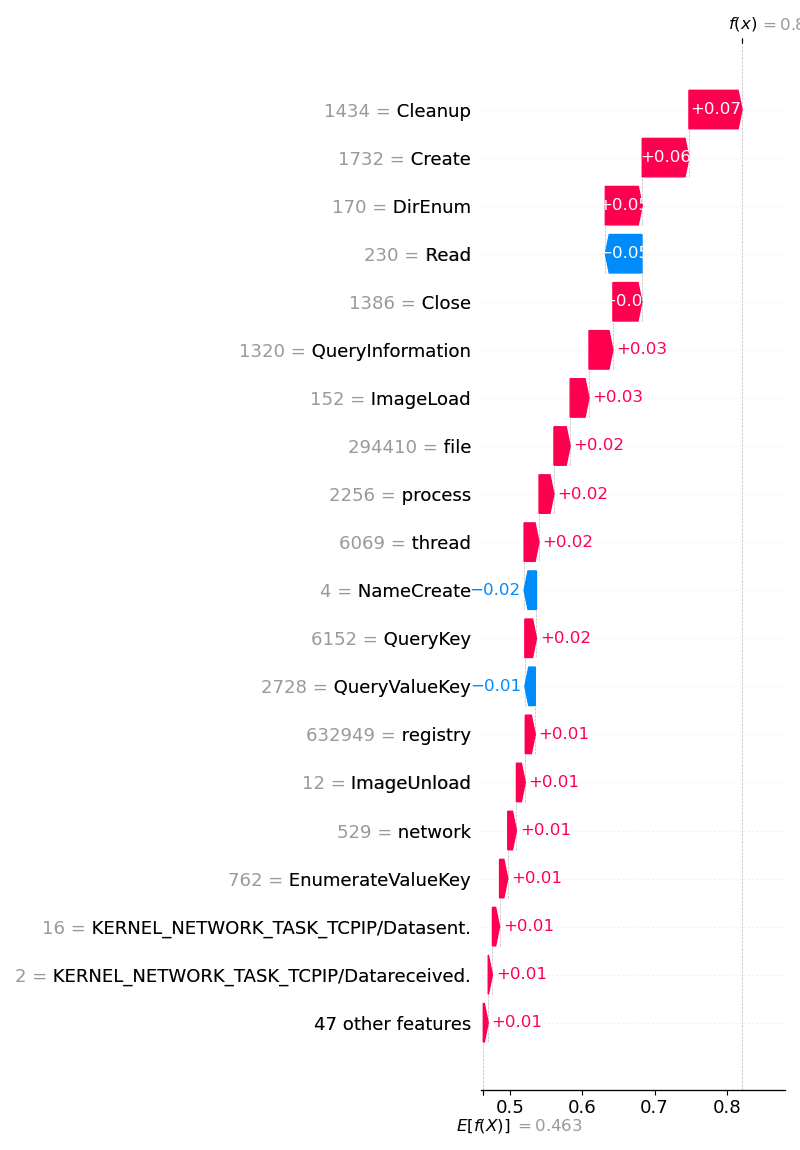 f(x) = 0.8
1434 = Cleanup +0.07
1732 = Create +0.06
170 = DirEnum +0.05
230 = Read −0.05
1386 = Close
1320 = QueryInformation +0.03
152 = ImageLoad +0.03
294410 = file +0.02
2256 = process +0.02
6069 = thread +0.02
4 = NameCreate −0.02
6152 = QueryKey +0.02
2728 = QueryValueKey −0.01
632949 = registry +0.01
12 = ImageUnload +0.01
529 = network +0.01
762 = EnumerateValueKey +0.01
16 = KERNEL_NETWORK_TASK_TCPIP/Datasent. +0.01
2 = KERNEL_NETWORK_TASK_TCPIP/Datareceived. +0.01
47 other features +0.01
0.5 0.6 0.7 0.8
E[f(X)] = 0.463